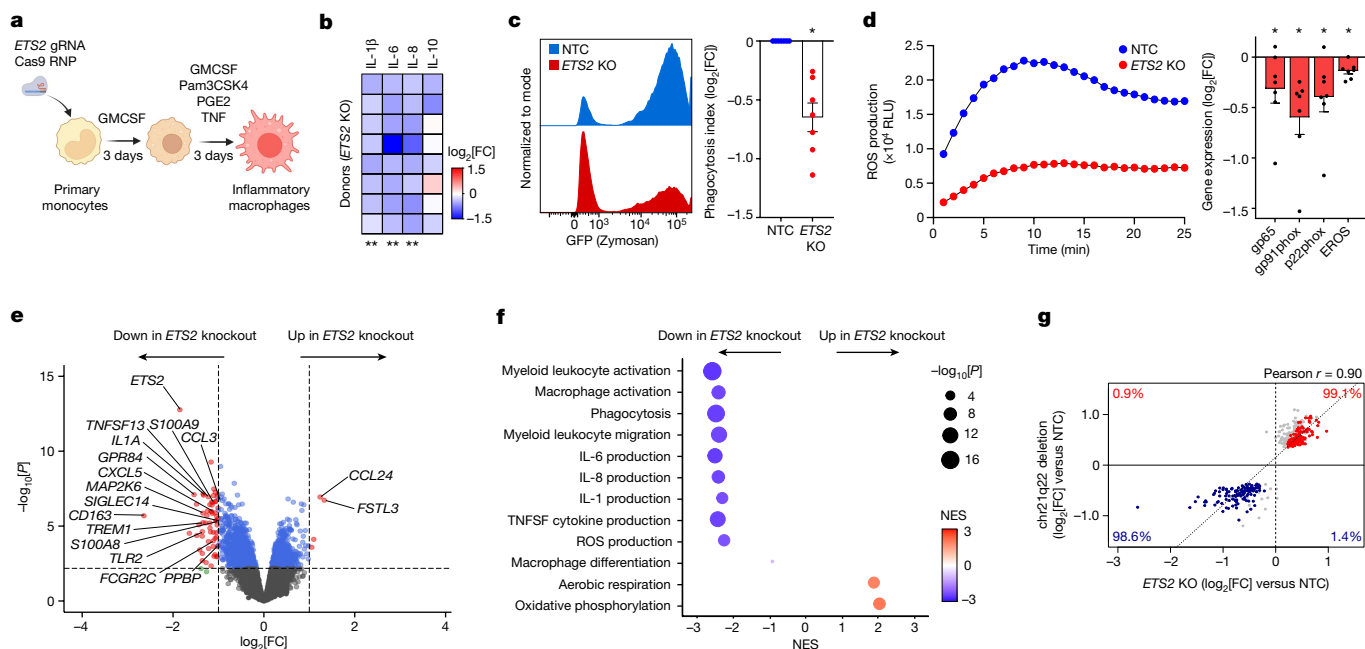 a
ETS2 gRNA
Cas9 RNP
GMCSF
3 days
GMCSF
Pam3CSK4
PGE2
TNF
3 days
Primary
monocytes
Inflammatory
macrophages
b
IL-1β
IL-6
IL-8
IL-10
Donors (ETS2 KO)
** ** **
log2[FC]
1.5
0
−1.5
c
NTC
ETS2 KO
Normalized to mode
0 10^3 10^4 10^5
GFP (Zymosan)
*
Phagocytosis index (log2[FC])
0
−0.5
−1.0
−1.5
NTC ETS2
KO
d
NTC
ETS2 KO
ROS production
(×10^4 RLU)
2.5
2.0
1.5
1.0
0.5
0
0 5 10 15 20 25
Time (min)
* * * *
Gene expression (log2[FC])
0
−0.5
−1.0
−1.5
gp65
gp91phox
p22phox
EROS
e
Down in ETS2 knockout
Up in ETS2 knockout
−log10[P]
15
10
5
0
ETS2
TNFSF13
S100A9
IL1A
CCL3
GPR84
CXCL5
MAP2K6
SIGLEC14
CD163
TREM1
S100A8
TLR2
FCGR2C
PPBP
CCL24
FSTL3
−4 −2 0 2 4
log2[FC]
f
Down in ETS2 knockout
Up in ETS2 knockout
Myeloid leukocyte activation
Macrophage activation
Phagocytosis
Myeloid leukocyte migration
IL-6 production
IL-8 production
IL-1 production
TNFSF cytokine production
ROS production
Macrophage differentiation
Aerobic respiration
Oxidative phosphorylation
−3 −2 −1 0 1 2 3
NES
−log10[P]
4
8
12
16
NES
3
0
−3
g
Pearson r = 0.90
0.9%
99.1%
98.6%
1.4%
chr21q22 deletion
(log2[FC] versus NTC)
1.0
0
−1.0
−3 −2 −1 0 1
ETS2 KO (log2[FC] versus NTC)